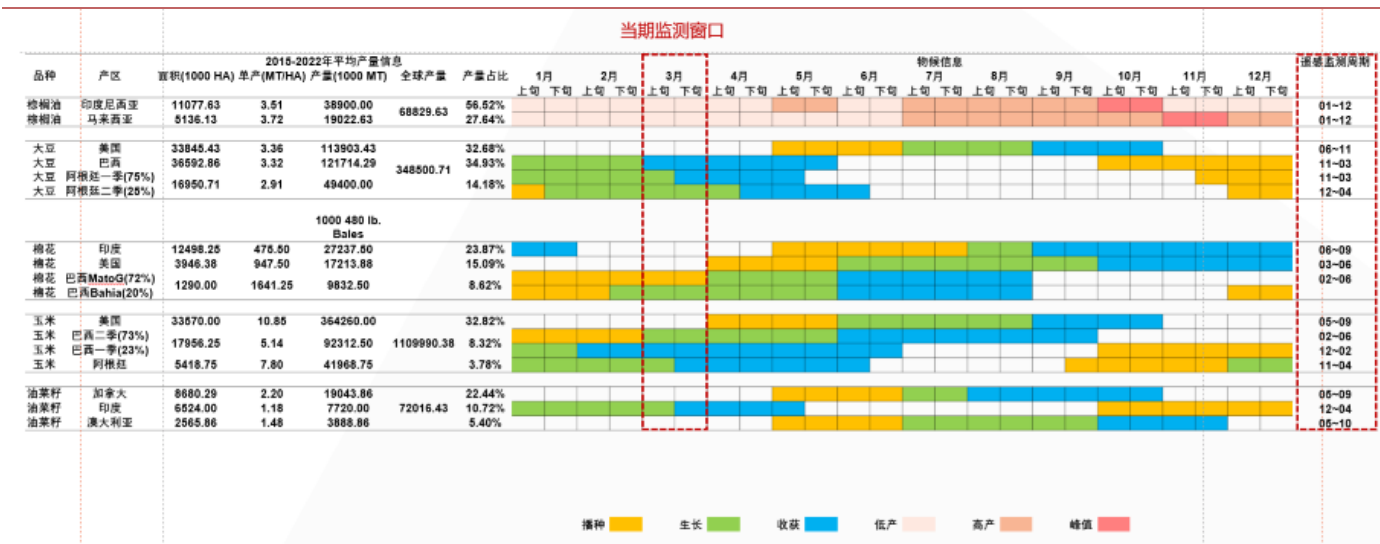 当期监测窗口
2015-2022年平均产量信息 物候信息 遥感监测周期
品种 产区 面积(1000 HA) 单产(MT/HA) 产量(1000 MT) 全球产量 产量占比 1月 2月 3月 4月 5月 6月 7月 8月 9月 10月 11月 12月
上旬 下旬 上旬 下旬 上旬 下旬 上旬 下旬 上旬 下旬 上旬 下旬 上旬 下旬 上旬 下旬 上旬 下旬 上旬 下旬 上旬 下旬 上旬 下旬
棕榈油 印度尼西亚 11077.63 3.51 38900.00 68829.63 56.52% 01~12
棕榈油 马来西亚 5136.13 3.72 19022.63 27.64% 01~12
大豆 美国 33845.43 3.36 113903.43 348500.71 32.68% 06~11
大豆 巴西 36592.86 3.32 121714.29 34.93% 11~03
大豆 阿根廷一季(75%) 16950.71 2.91 49400.00 14.18% 11~03
大豆 阿根廷二季(25%) 12~04
1000 480 lb.
Bales
棉花 印度 12498.25 475.50 27237.50 23.87% 06~09
棉花 美国 3946.38 947.50 17213.88 15.09% 03~06
棉花 巴西MatoG(72%) 1290.00 1641.25 9832.50 8.62% 02~06
棉花 巴西Bahia(20%)
玉米 美国 33570.00 10.85 364260.00 1109990.38 32.82% 05~09
玉米 巴西二季(73%) 17956.25 5.14 92312.50 8.32% 02~06
玉米 巴西一季(23%) 12~02
玉米 阿根廷 5418.75 7.80 41968.75 3.78% 11~04
油菜籽 加拿大 8680.29 2.20 19043.86 72016.43 22.44% 05~09
油菜籽 印度 6524.00 1.18 7720.00 10.72% 12~04
油菜籽 澳大利亚 2565.86 1.48 3888.86 5.40% 05~10
播种 生长 收获 低产 高产 峰值